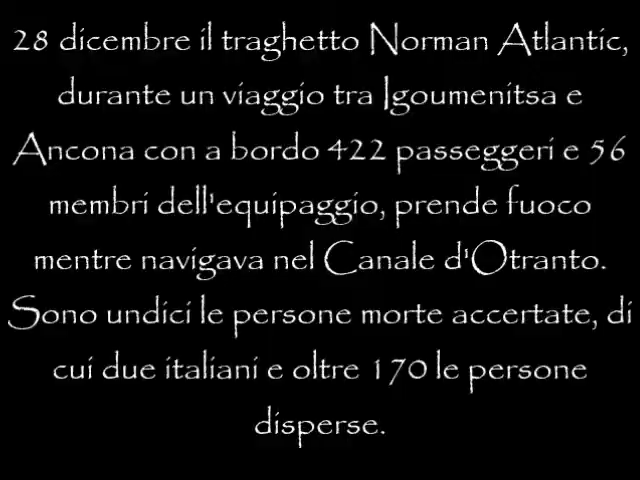 28 dicembre il traghetto Norman Atlantic,
durante un viaggio tra Igoumenitsa e
Ancona con a bordo 422 passeggeri e 56
membri dell'equipaggio, prende fuoco
mentre navigava nel Canale d'Otranto.
Sono undici le persone morte accertate, di
cui due italiani e oltre 170 le persone
disperse.